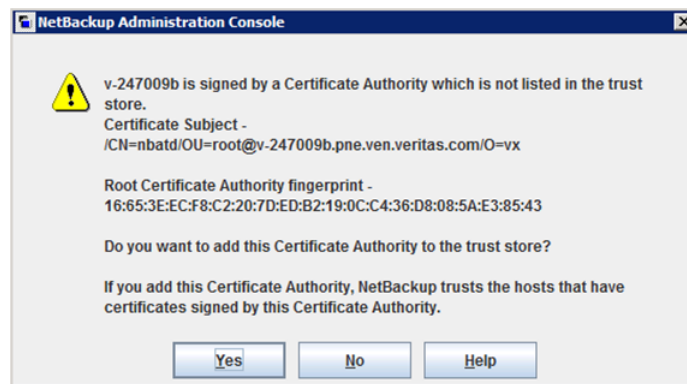 NetBackup Administration Console
v-247009b is signed by a Certificate Authority which is not listed in the trust
store.
Certificate Subject -
/CN=nbatd/OU=root@v-247009b.pne.ven.veritas.com/O=vx
Root Certificate Authority fingerprint -
16:65:3E:EC:F8:C2:20:7D:ED:B2:19:0C:C4:36:D8:08:5A:E3:85:43
Do you want to add this Certificate Authority to the trust store?
If you add this Certificate Authority, NetBackup trusts the hosts that have
certificates signed by this Certificate Authority.
Yes No Help